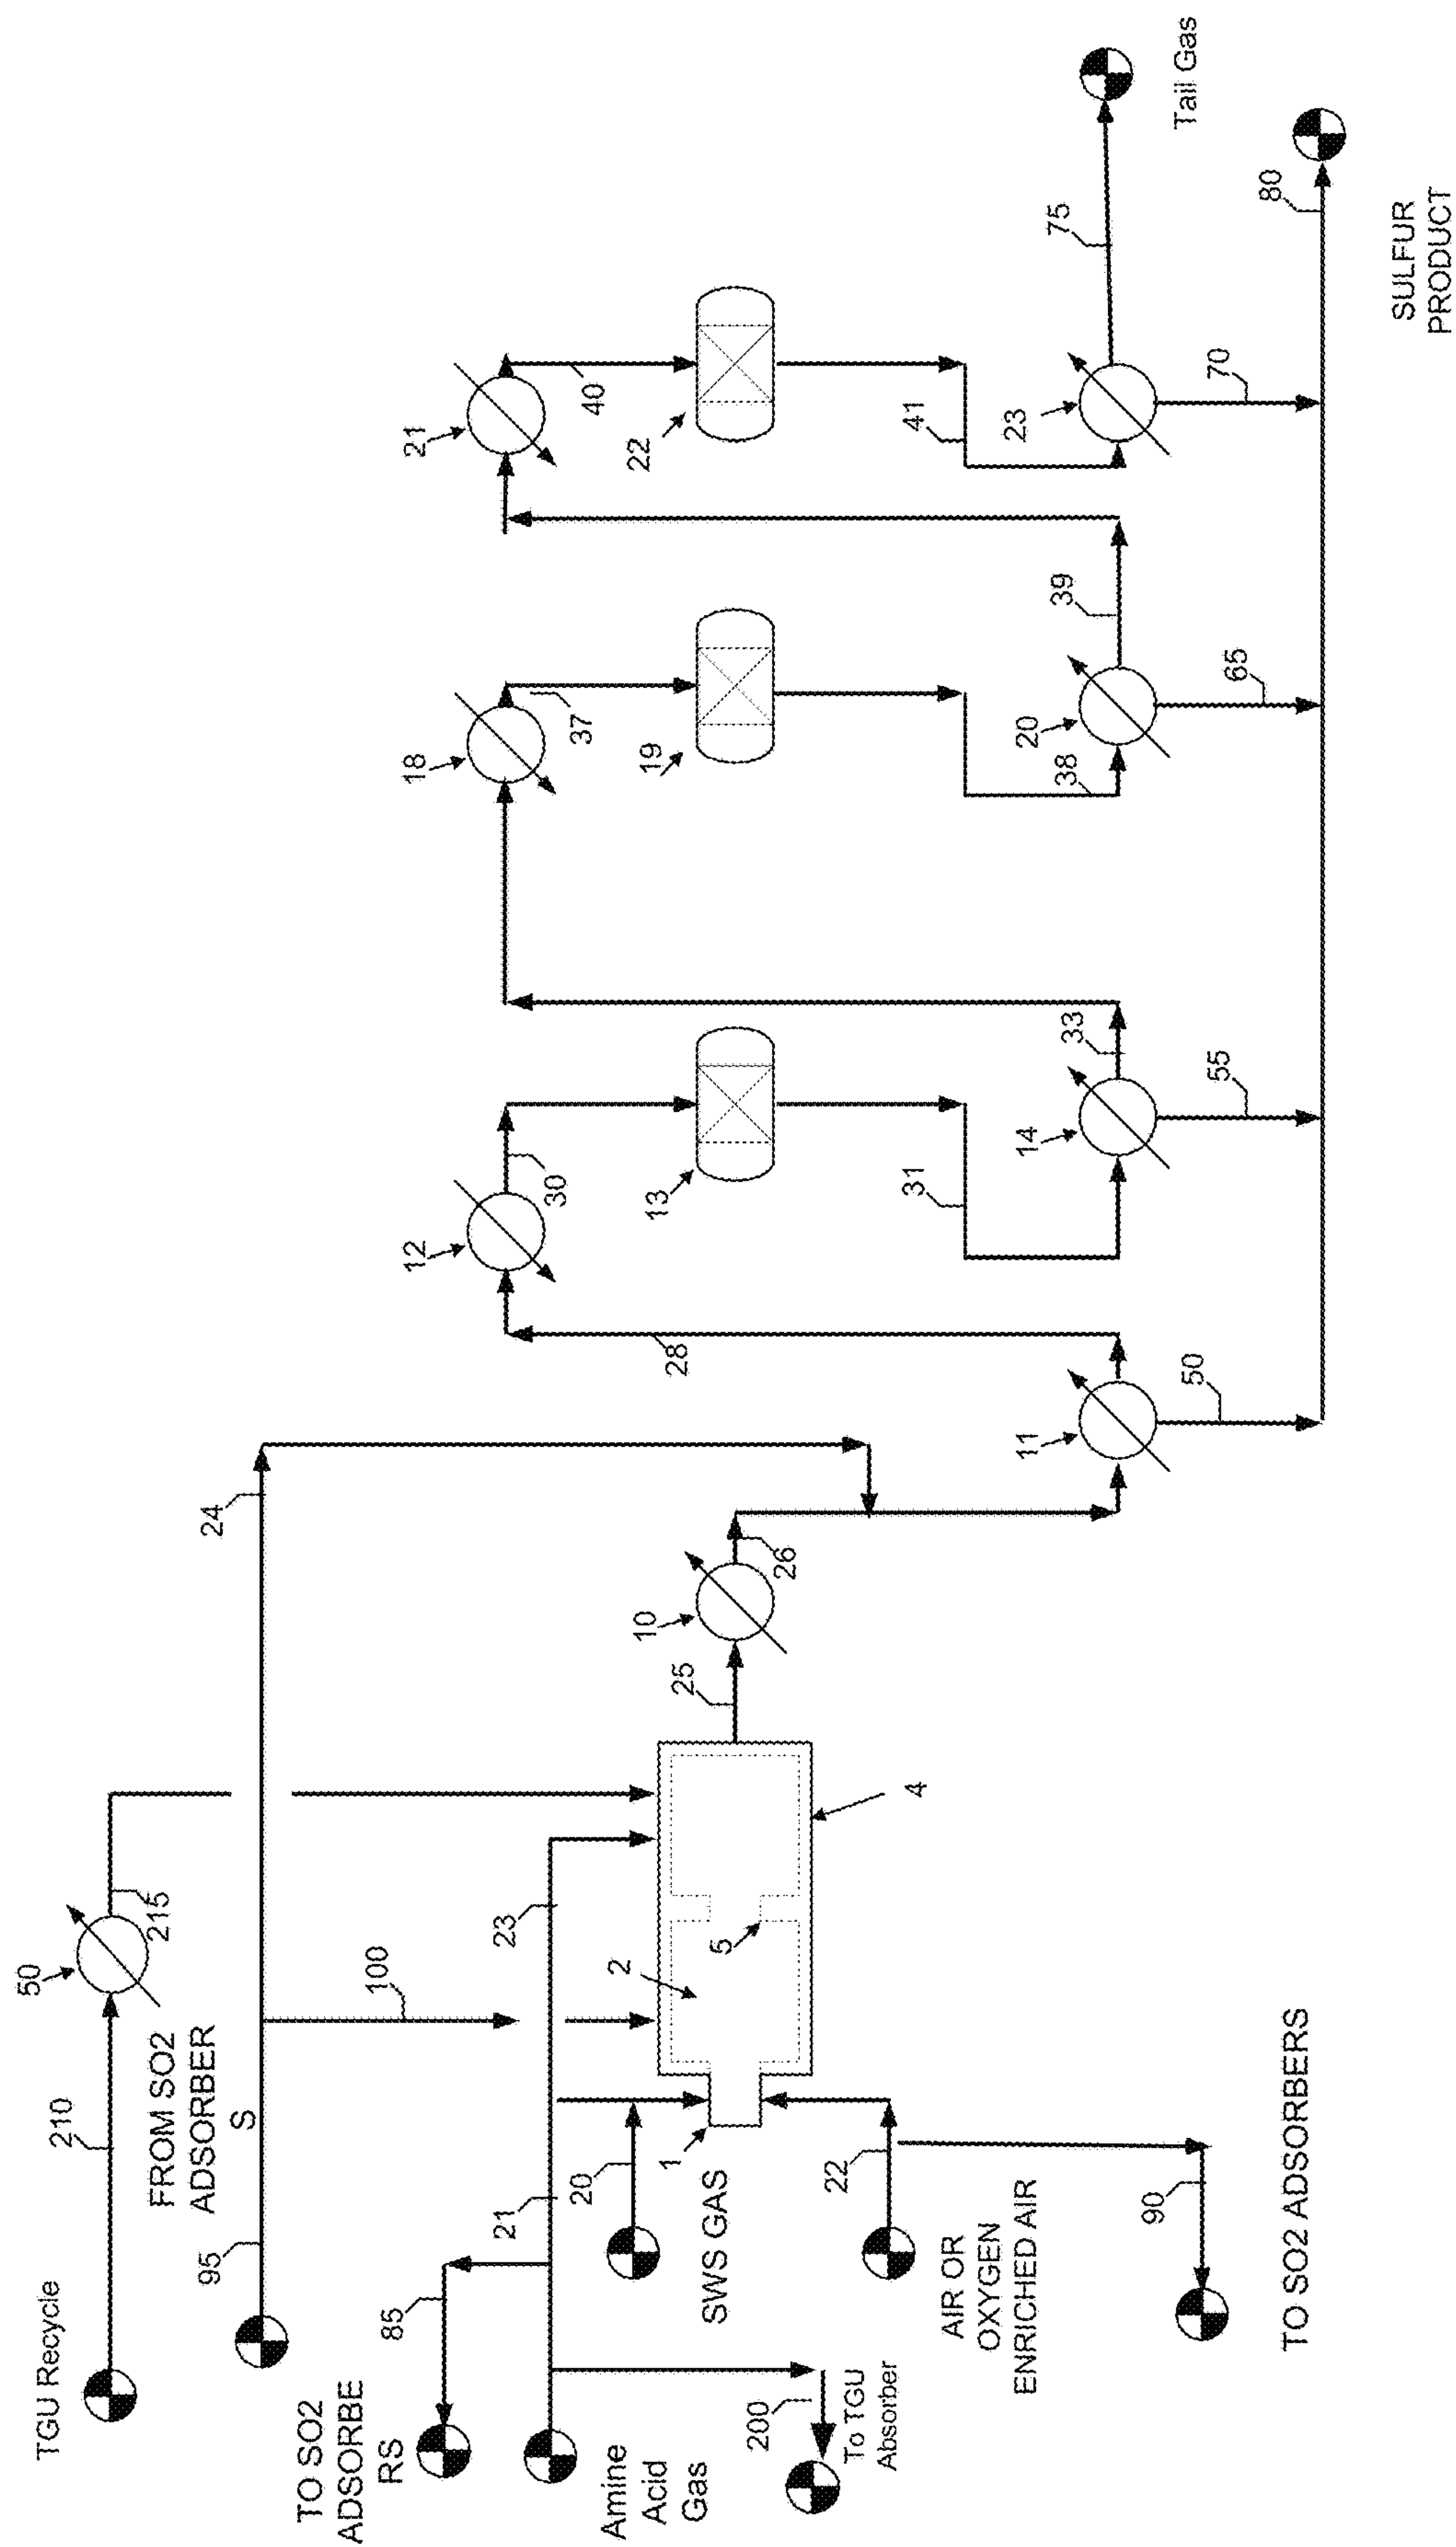 TGU Recycle
210
50
215
FROM SO2
ADSORBER
S
95
24
100
TO SO2
ADSORBE
RS
85
21
23
Amine
Acid
Gas
200
To TGU
Absorber
20
SWS GAS
1
2
5
4
22
AIR OR
OXYGEN
ENRICHED AIR
90
TO SO2 ADSORBERS
25
10
26
11
50
28
12
30
13
31
14
33
55
18
37
19
38
20
39
65
21
40
22
41
23
70
75
Tail Gas
80
SULFUR
PRODUCT